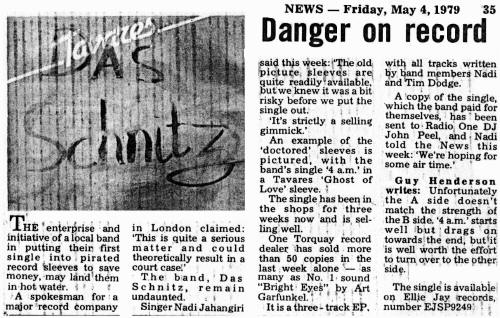 NEWS — Friday, May 4, 1979 35
Danger on record
Tavares
DAS
Schnitz
THE enterprise and
initiative of a local band
in putting their first
single into pirated
record sleeves to save
money, may land them
in hot water.
A spokesman for a
major record company
in London claimed:
'This is quite a serious
matter and could
theoretically result in a
court case.'
The band, Das
Schnitz, remain
undaunted.
Singer Nadi Jahangiri
said this week: 'The old
picture sleeves are
quite readily available,
but we knew it was a bit
risky before we put the
single out.
'It's strictly a selling
gimmick.'
An example of the
'doctored' sleeves is
pictured, with the
band's single '4 a.m.' in
a Tavares 'Ghost of
Love' sleeve.
The single has been in
the shops for three
weeks now and is sel-
ling well.
One Torquay record
dealer has sold more
than 50 copies in the
last week alone — as
many as No. 1 sound
"Bright Eyes" by Art
Garfunkel.
It is a three-track EP,
with all tracks written
by band members Nadi
and Tim Dodge.
A copy of the single,
which the band paid for
themselves, has been
sent to Radio One DJ
John Peel, and Nadi
told the News this
week: 'We're hoping for
some air time.'
Guy Henderson
writes: Unfortunately
the A side doesn't
match the strength of
the B side. '4 a.m.' starts
well but drags on
towards the end, but it
is well worth the effort
to turn over to the other
side.
The single is available
on Ellie Jay records,
number EJSP9249